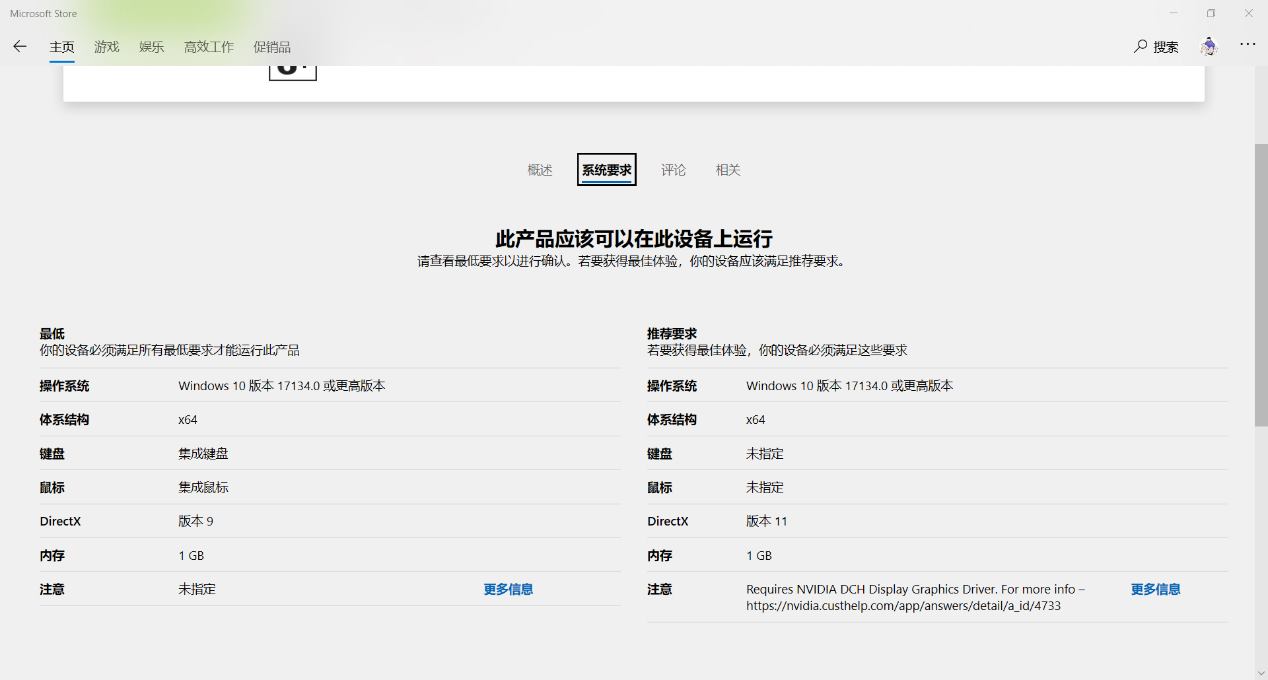 Microsoft Store
主页 游戏 娱乐 高效工作 促销品 搜索
概述 系统要求 评论 相关
此产品应该可以在此设备上运行
请查看最低要求以进行确认。若要获得最佳体验，你的设备应该满足推荐要求。
最低
你的设备必须满足所有最低要求才能运行此产品
操作系统 Windows 10 版本 17134.0 或更高版本
体系结构 x64
键盘 集成键盘
鼠标 集成鼠标
DirectX 版本 9
内存 1 GB
注意 未指定 更多信息
推荐要求
若要获得最佳体验，你的设备必须满足这些要求
操作系统 Windows 10 版本 17134.0 或更高版本
体系结构 x64
键盘 未指定
鼠标 未指定
DirectX 版本 11
内存 1 GB
注意 Requires NVIDIA DCH Display Graphics Driver. For more info – 更多信息
https://nvidia.custhelp.com/app/answers/detail/a_id/4733